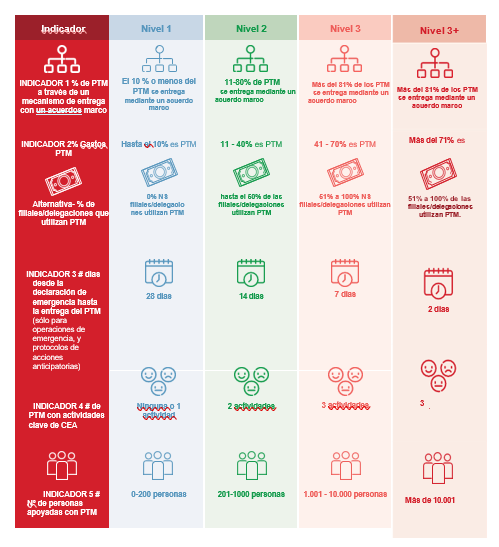 Indicador
Nivel 1
Nivel 2
Nivel 3
Nivel 3+
INDICADOR 1 % de PTM
a través de un
mecanismo de entrega
con un acuerdo marco
El 10 % o menos del
PTM se entrega
mediante un acuerdo
marco
11-80% de PTM
se entrega mediante un
acuerdo marco
Más del 81% de los PTM
se entrega mediante un
acuerdo marco
Más del 81% de los PTM
se entrega mediante un
acuerdo marco
INDICADOR 2% Gastos
PTM
Hasta el 10% es PTM
11 - 40% es PTM
41 - 70% es PTM
Más del 71% es
Alternativa- % de
filiales/delegaciones que
utilizan PTM
0% NS
filiales/delegacio
nes utilizan PTM
hasta el 50% de las
filiales/delegaciones
utilizan PTM
51% a 100% NS
filiales/delegaciones utilizan
PTM
51% a 100% de las
filiales/delegaciones
utilizan PTM.
INDICADOR 3 # días
desde la
declaración de
emergencia hasta
la entrega del PTM
(sólo para
operaciones de
emergencia, y
protocolos de
acciones
anticipatorias)
28 días
14 días
7 días
2 días
INDICADOR 4 # de
PTM con actividades
clave de CEA
Ninguna o 1
actividad
2 actividades
3 actividades
3
INDICADOR 5 #
Nº de personas
apoyadas con PTM
0-200 personas
201-1000 personas
1.001 - 10.000 personas
Más de 10.001